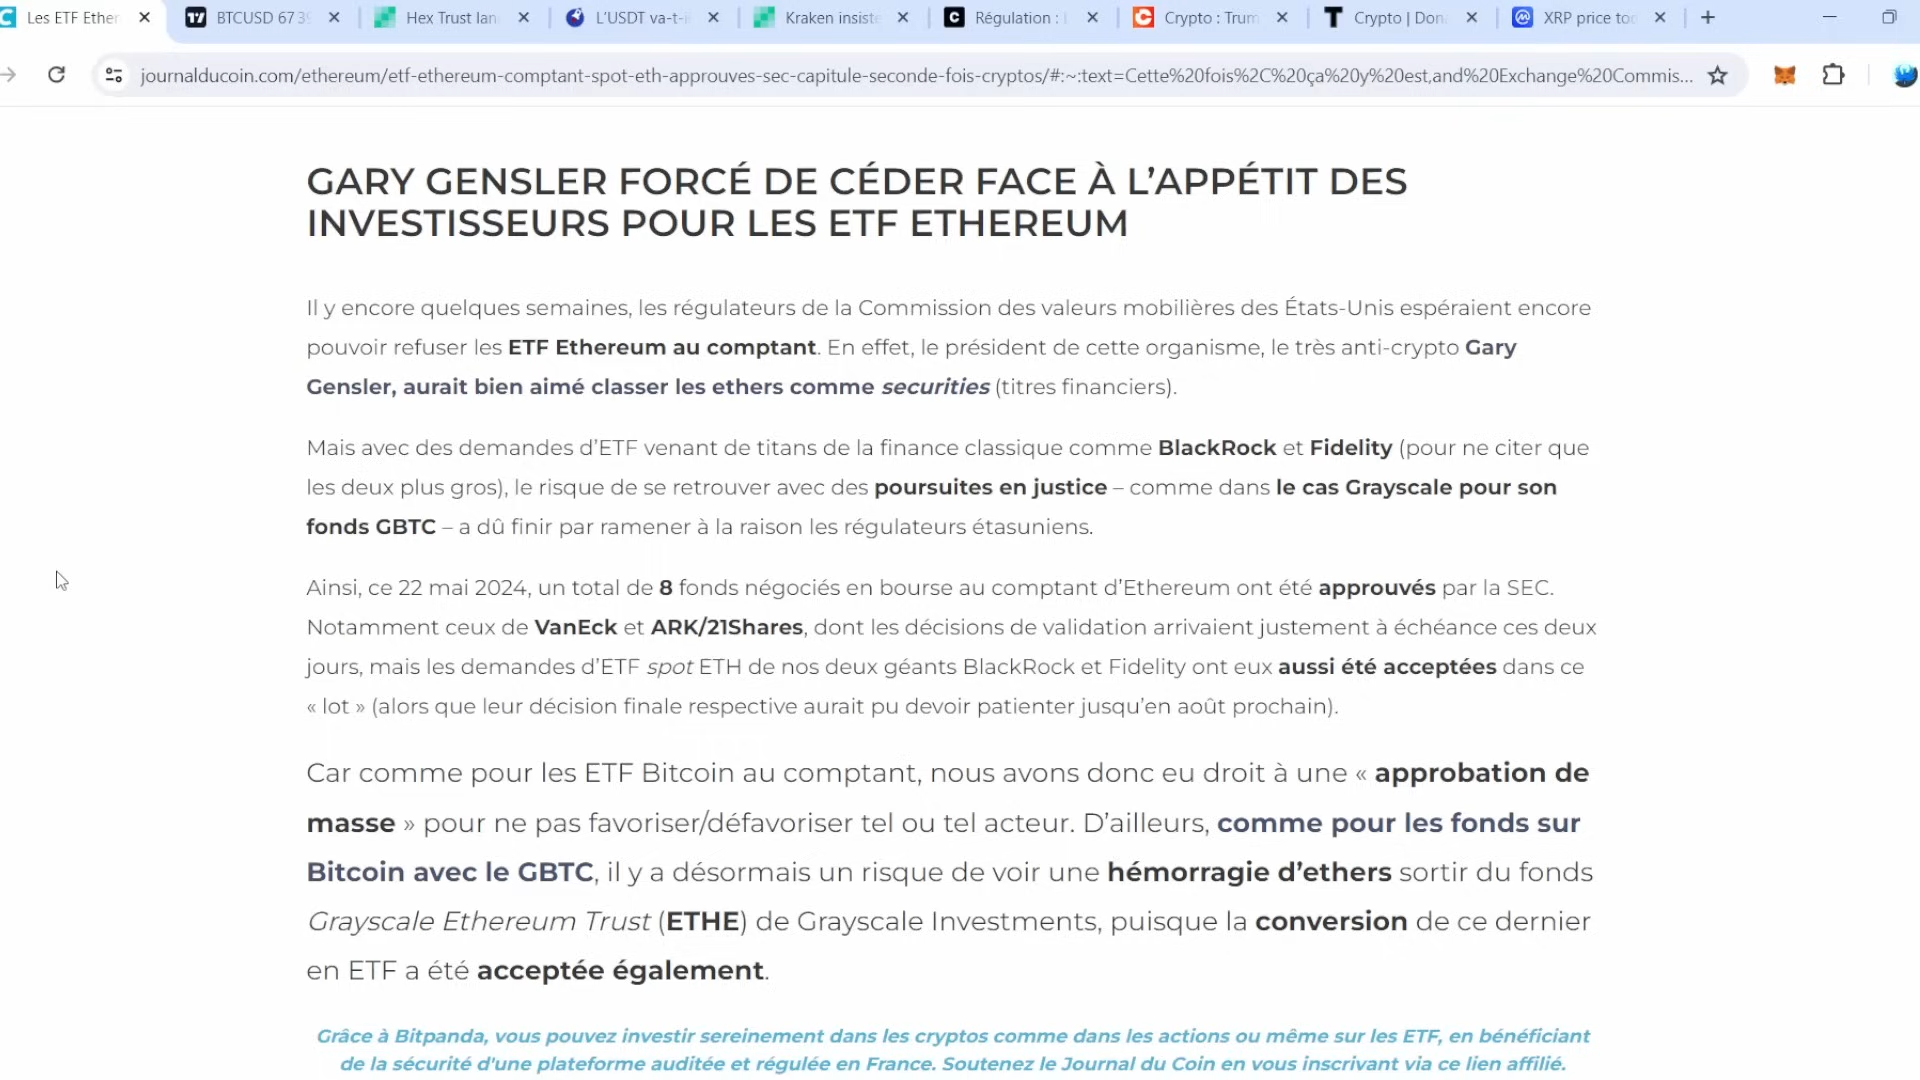 Les ETF Ether
BTCUSD 67 3
Hex Trust lan
L'USDT va-t-i
Kraken insiste
Régulation :
Crypto : Trum
Crypto | Don
XRP price too
journalducoin.com/ethereum/etf-ethereum-comptant-spot-eth-approuves-sec-capitule-seconde-fois-cryptos/#:~:text=Cette%20fois%2C%20ça%20y%20est,and%20Exchange%20Commis...
GARY GENSLER FORCÉ DE CÉDER FACE À L'APPÉTIT DES
INVESTISSEURS POUR LES ETF ETHEREUM
Il y encore quelques semaines, les régulateurs de la Commission des valeurs mobilières des États-Unis espéraient encore
pouvoir refuser les ETF Ethereum au comptant. En effet, le président de cette organisme, le très anti-crypto Gary
Gensler, aurait bien aimé classer les ethers comme securities (titres financiers).
Mais avec des demandes d'ETF venant de titans de la finance classique comme BlackRock et Fidelity (pour ne citer que
les deux plus gros), le risque de se retrouver avec des poursuites en justice – comme dans le cas Grayscale pour son
fonds GBTC – a dû finir par ramener à la raison les régulateurs étasuniens.
Ainsi, ce 22 mai 2024, un total de 8 fonds négociés en bourse au comptant d'Ethereum ont été approuvés par la SEC.
Notamment ceux de VanEck et ARK/21Shares, dont les décisions de validation arrivaient justement à échéance ces deux
jours, mais les demandes d'ETF spot ETH de nos deux géants BlackRock et Fidelity ont eux aussi été acceptées dans ce
« lot » (alors que leur décision finale respective aurait pu devoir patienter jusqu'en août prochain).
Car comme pour les ETF Bitcoin au comptant, nous avons donc eu droit à une « approbation de
masse » pour ne pas favoriser/défavoriser tel ou tel acteur. D'ailleurs, comme pour les fonds sur
Bitcoin avec le GBTC, il y a désormais un risque de voir une hémorragie d'ethers sortir du fonds
Grayscale Ethereum Trust (ETHE) de Grayscale Investments, puisque la conversion de ce dernier
en ETF a été acceptée également.
Grâce à Bitpanda, vous pouvez investir sereinement dans les cryptos comme dans les actions ou même sur les ETF, en bénéficiant
de la sécurité d'une plateforme auditée et régulée en France. Soutenez le Journal du Coin en vous inscrivant via ce lien affilié.